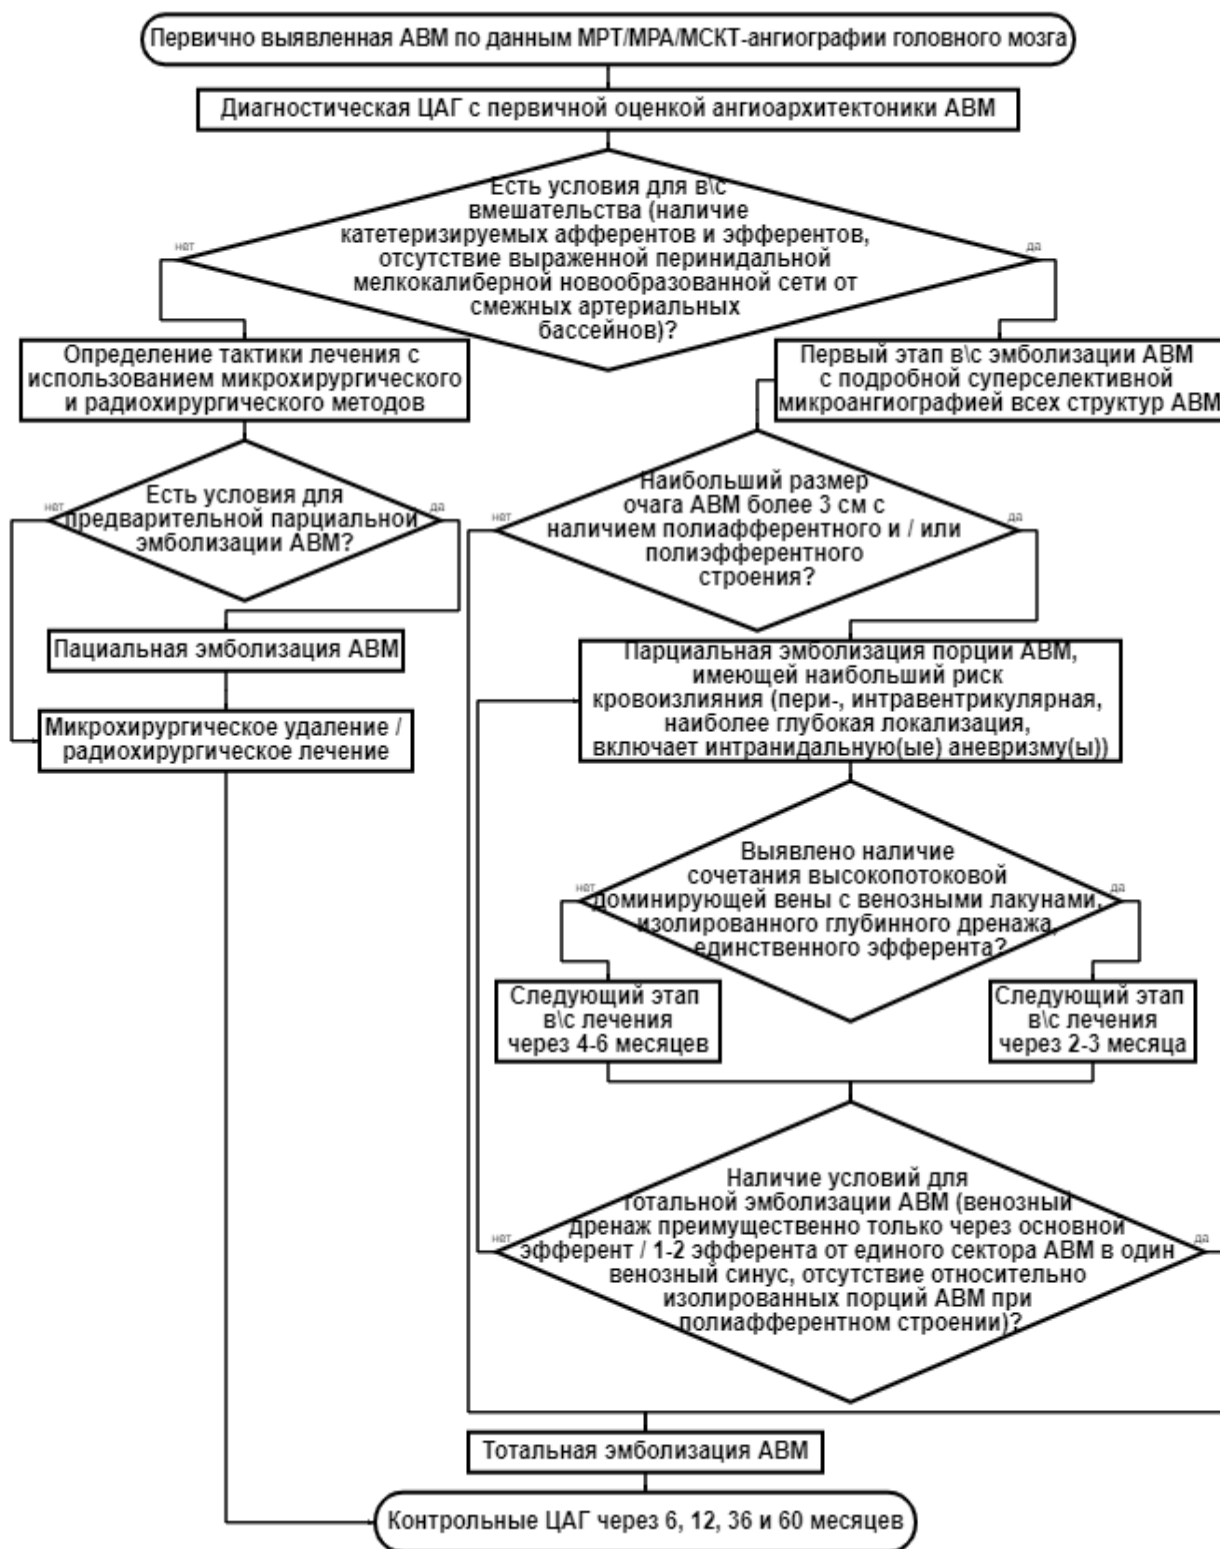 Первично выявленная АВМ по данным МРТ/МРА/МСКТ-ангиографии головного мозга
Диагностическая ЦАГ с первичной оценкой ангиоархитектоники АВМ
Есть условия для в\с
вмешательства (наличие
катетеризируемых афферентов и эфферентов,
отсутствие выраженной перинидальной
мелкокалиберной новообразованной сети от
смежных артериальных
бассейнов)?
нет
да
Определение тактики лечения с
использованием микрохирургического
и радиохирургического методов
Первый этап в\с эмболизации АВМ
с подробной суперселективной
микроангиографией всех структур АВМ
Есть условия для
предварительной парциальной
эмболизации АВМ?
нет
да
Наибольший размер
очага АВМ более 3 см с
наличием полиафферентного и / или
полиэфферентного
строения?
нет
да
Пациальная эмболизация АВМ
Микрохирургическое удаление /
радиохирургическое лечение
Парциальная эмболизация порции АВМ,
имеющей наибольший риск
кровоизлияния (пери-, интравентрикулярная,
наиболее глубокая локализация,
включает интранидальную(ые) аневризму(ы))
Выявлено наличие
сочетания высокопотоковой
доминирующей вены с венозными лакунами,
изолированного глубинного дренажа,
единственного эфферента?
нет
да
Следующий этап
в\с лечения
через 4-6 месяцев
Следующий этап
в\с лечения
через 2-3 месяца
Наличие условий для
тотальной эмболизации АВМ (венозный
дренаж преимущественно только через основной
эфферент / 1-2 эфферента от единого сектора АВМ в один
венозный синус, отсутствие относительно
изолированных порций АВМ при
полиафферентном строении)?
нет
да
Тотальная эмболизация АВМ
Контрольные ЦАГ через 6, 12, 36 и 60 месяцев